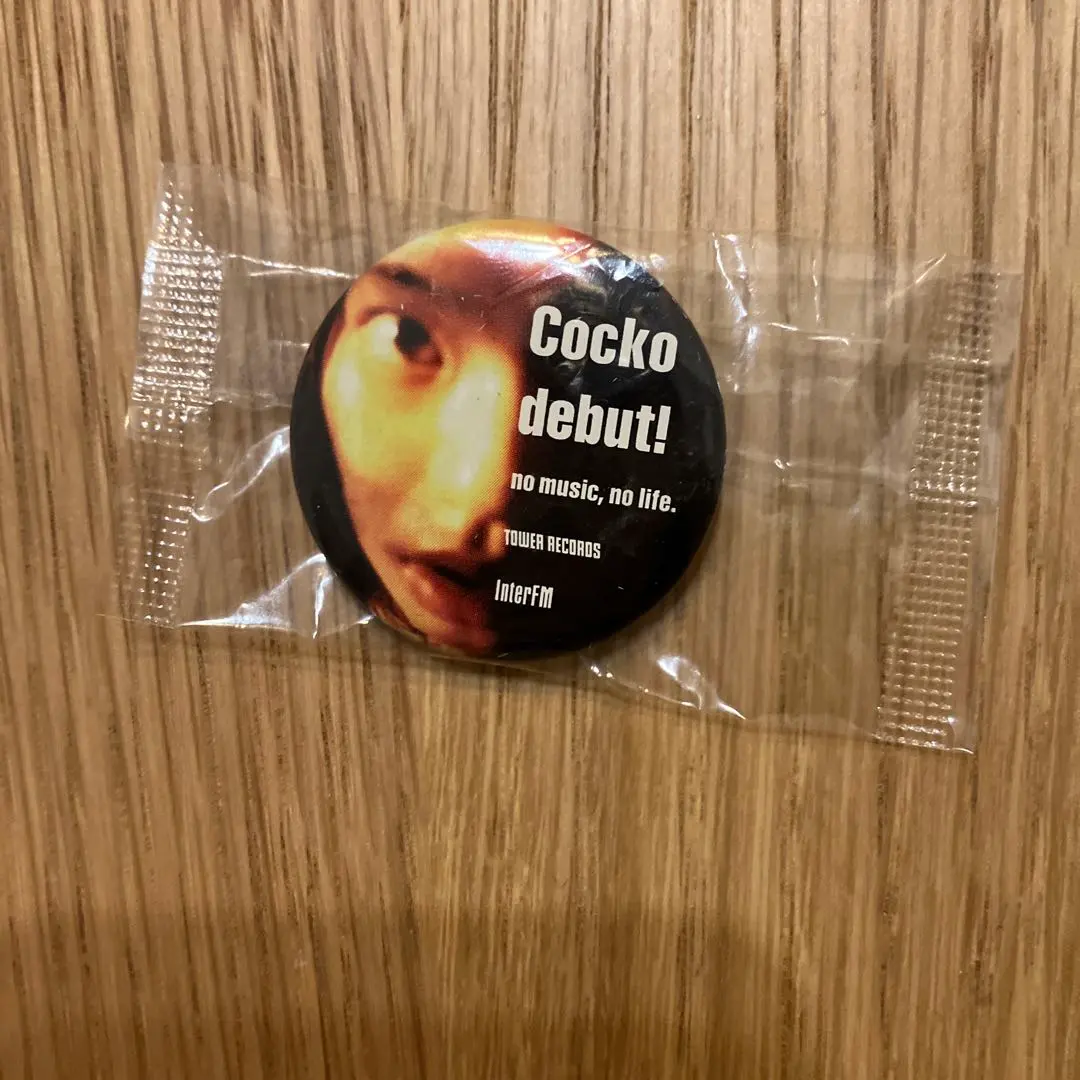 Cocko
debut!
no music, no life.
TOWER RECORDS
InterFM